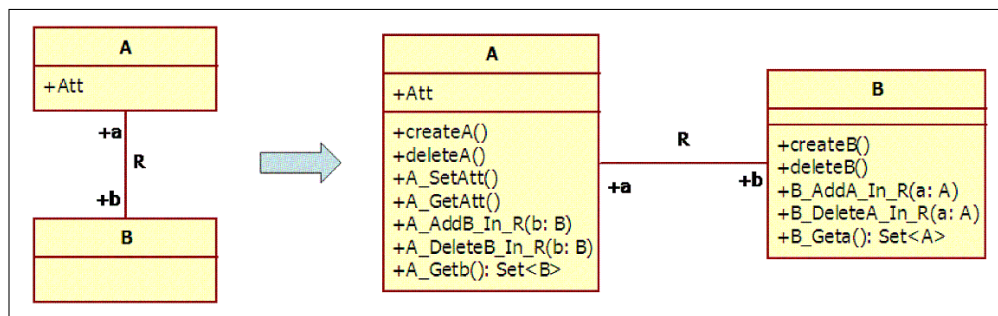 A
+Att
+a
R
+b
B
A
+Att
+createA()
+deleteA()
+A_SetAtt()
+A_GetAtt()
+A_AddB_In_R(b: B)
+A_DeleteB_In_R(b: B)
+A_Getb(): Set<B>
R
+a
+b
B
+createB()
+deleteB()
+B_AddA_In_R(a: A)
+B_DeleteA_In_R(a: A)
+B_Geta(): Set<A>